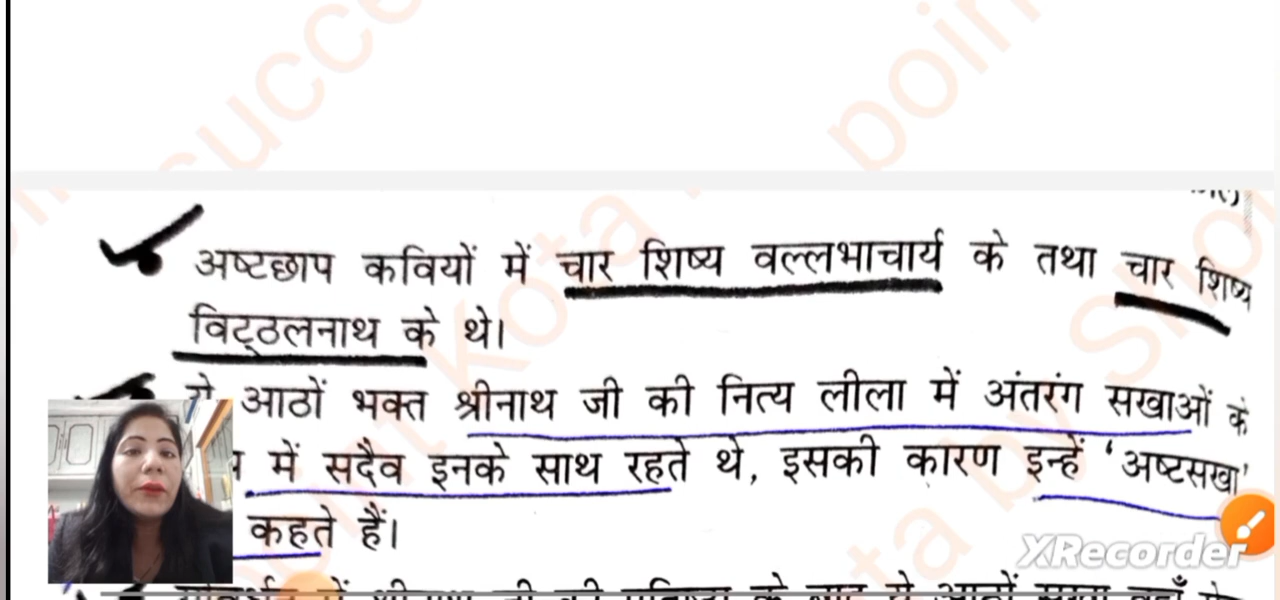 अष्टछाप कवियों में चार शिष्य वल्लभाचार्य के तथा चार शिष्य
विट्ठलनाथ के थे।
ये आठों भक्त श्रीनाथ जी की नित्य लीला में अंतरंग सखाओं के
में सदैव इनके साथ रहते थे, इसकी कारण इन्हें 'अष्टसखा'
कहते हैं।
XRecorder